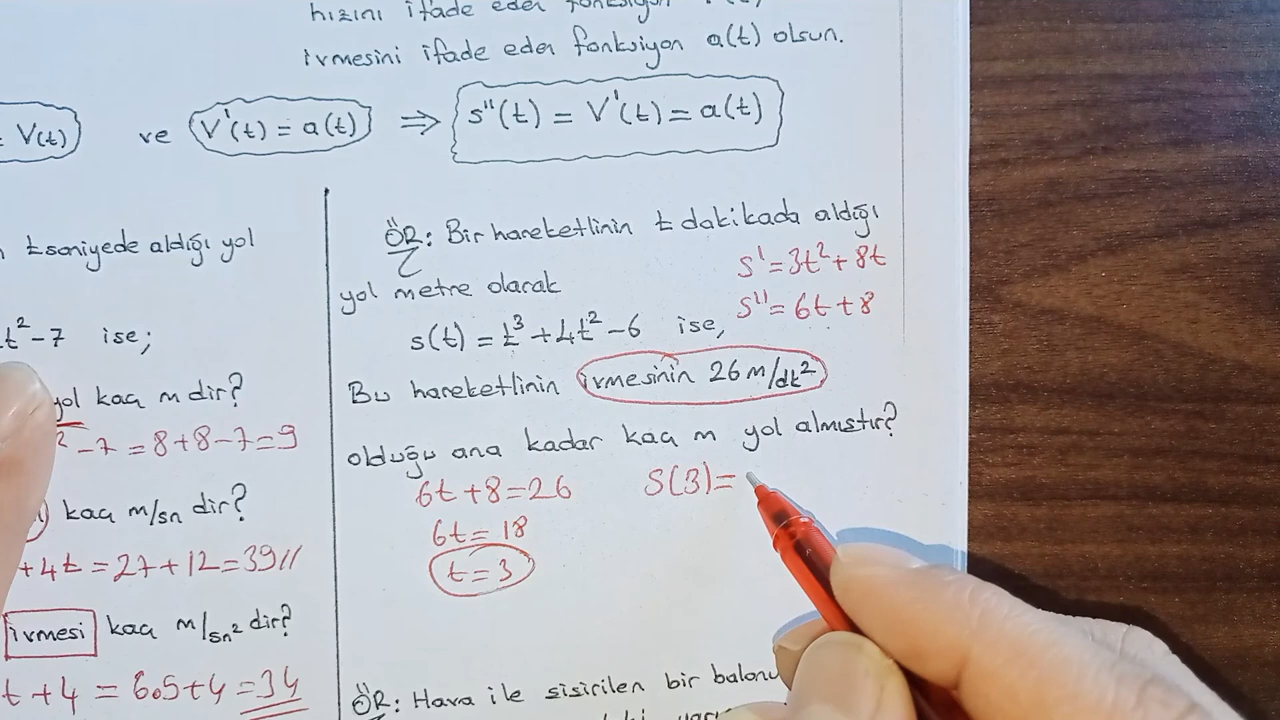 hızını ifade eden fonksiyon
ivmesini ifade eden fonksiyon a(t) olsun.
= V(t) ve V'(t) = a(t) ⇒ s''(t) = V'(t) = a(t)
t saniyede aldığı yol
t²-7 ise;
yol kaç m dir?
² -7 = 8+8-7=9
kaç m/sn dir?
+4t = 27+12=39//
ivmesi kaç m/sn² dir?
t+4 = 6.5+4 = 34
ÖR: Bir hareketlinin t dakikada aldığı
yol metre olarak
s' = 3t²+8t
s'' = 6t+8
s(t) = t³ +4t² -6 ise,
Bu hareketlinin ivmesinin 26 m/dk²
olduğu ana kadar kaç m yol almıştır?
6t+8=26
6t=18
t=3
S(3)=
ÖR: Hava ile şişirilen bir balonu